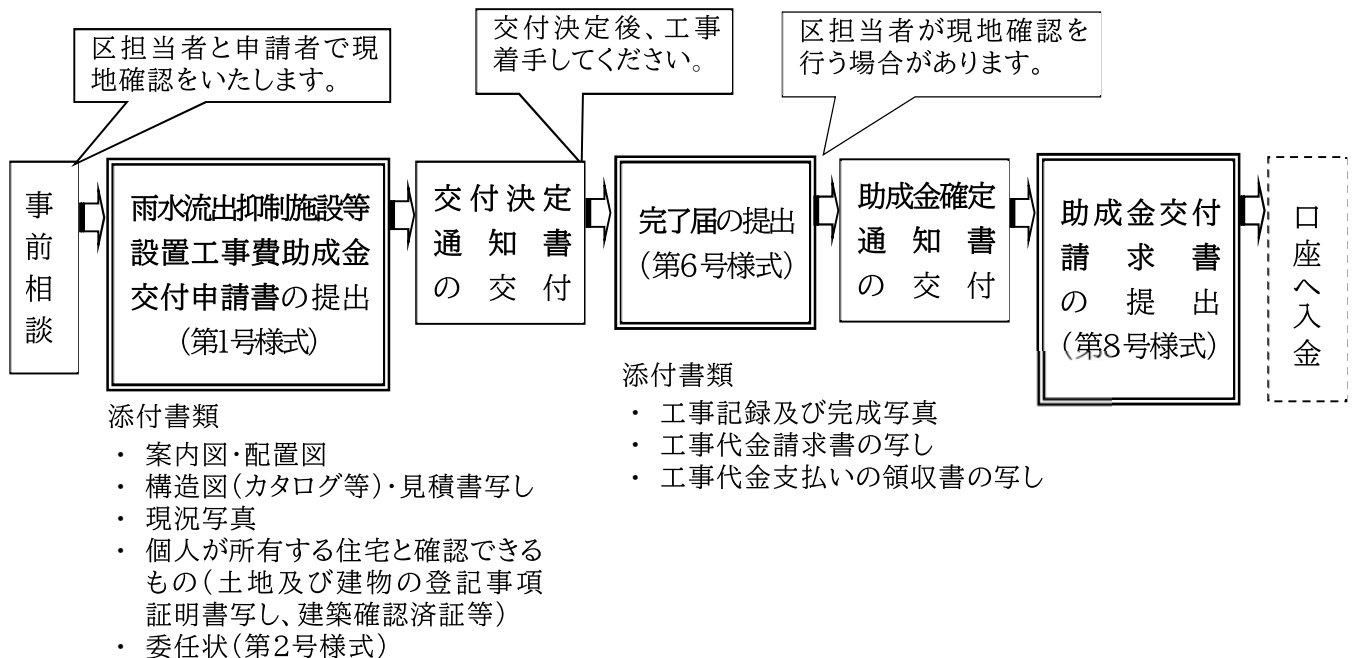 区担当者と申請者で現
地確認をいたします。
交付決定後、工事
着手してください。
区担当者が現地確認を
行う場合があります。
事前相談
雨水流出抑制施設等
設置工事費助成金
交付申請書の提出
(第1号様式)
交付決定
通知書
の交付
完了届の提出
(第6号様式)
助成金確定
通知書
の交付
助成金交付
請求書
の提出
(第8号様式)
口座へ入金
添付書類
・ 案内図・配置図
・ 構造図(カタログ等)・見積書写し
・ 現況写真
・ 個人が所有する住宅と確認できる
もの(土地及び建物の登記事項
証明書写し、建築確認済証等)
・ 委任状(第2号様式)
添付書類
・ 工事記録及び完成写真
・ 工事代金請求書の写し
・ 工事代金支払いの領収書の写し